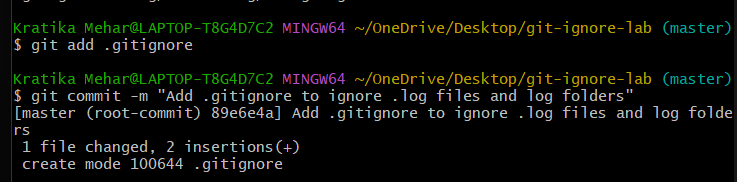 Kratika Mehar@LAPTOP-T8G4D7C2 MINGW64 ~/OneDrive/Desktop/git-ignore-lab (master)
$ git add .gitignore
Kratika Mehar@LAPTOP-T8G4D7C2 MINGW64 ~/OneDrive/Desktop/git-ignore-lab (master)
$ git commit -m "Add .gitignore to ignore .log files and log folders"
[master (root-commit) 89e6e4a] Add .gitignore to ignore .log files and log folde
rs
 1 file changed, 2 insertions(+)
 create mode 100644 .gitignore